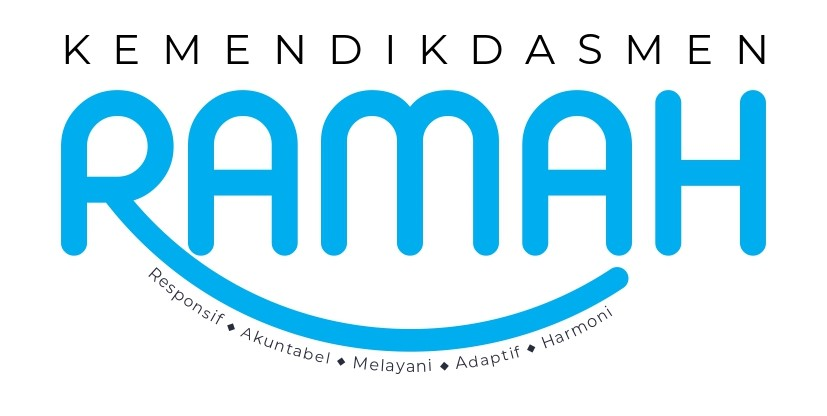 KEMENDIKDASMEN
RAMAH
Responsif ◆ Akuntabel ◆ Melayani ◆ Adaptif ◆ Harmoni